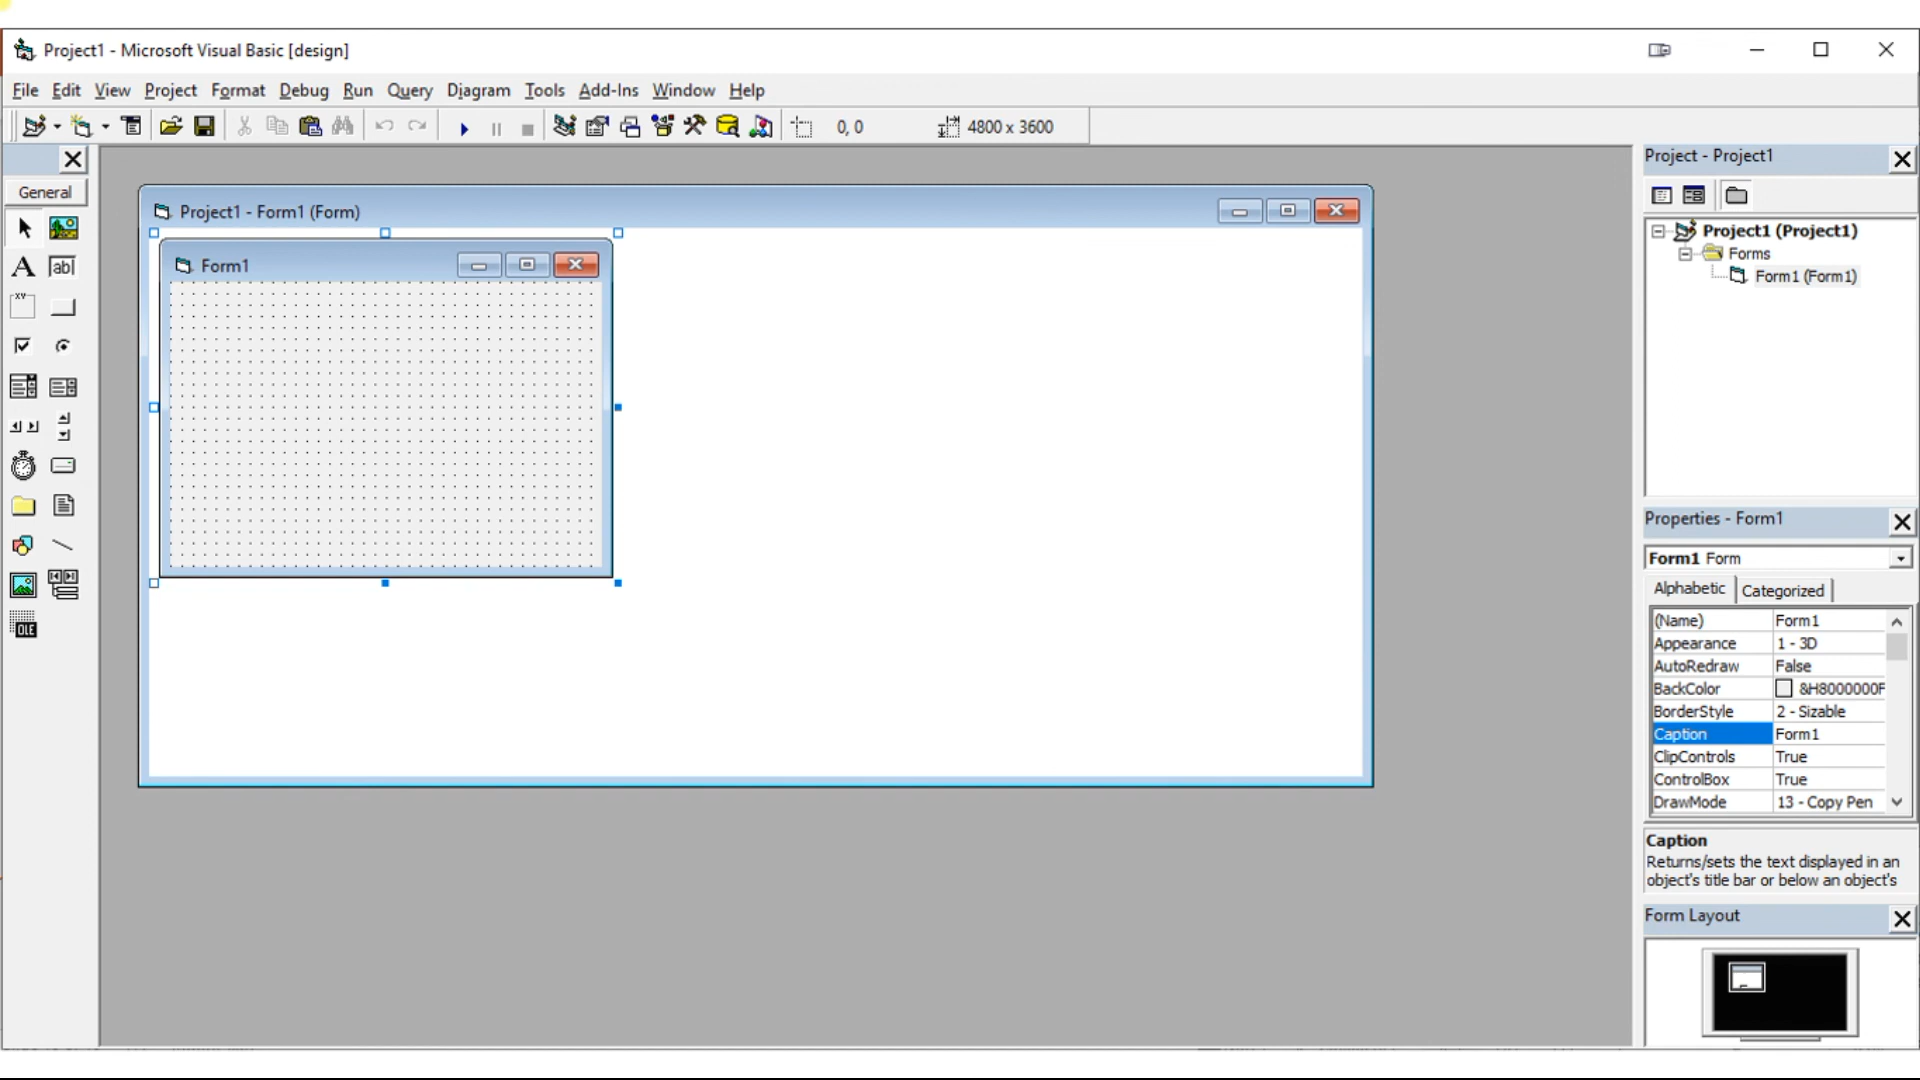 Project1 - Microsoft Visual Basic [design]
File Edit View Project Format Debug Run Query Diagram Tools Add-Ins Window Help
0, 0 4800 x 3600
General
A ab|
XY
OLE
Project1 - Form1 (Form)
Form1
Project - Project1
Project1 (Project1)
Forms
Form1 (Form1)
Properties - Form1
Form1 Form
Alphabetic Categorized
(Name) Form1
Appearance 1 - 3D
AutoRedraw False
BackColor &H8000000F
BorderStyle 2 - Sizable
Caption Form1
ClipControls True
ControlBox True
DrawMode 13 - Copy Pen
Caption
Returns/sets the text displayed in an
object's title bar or below an object's
Form Layout